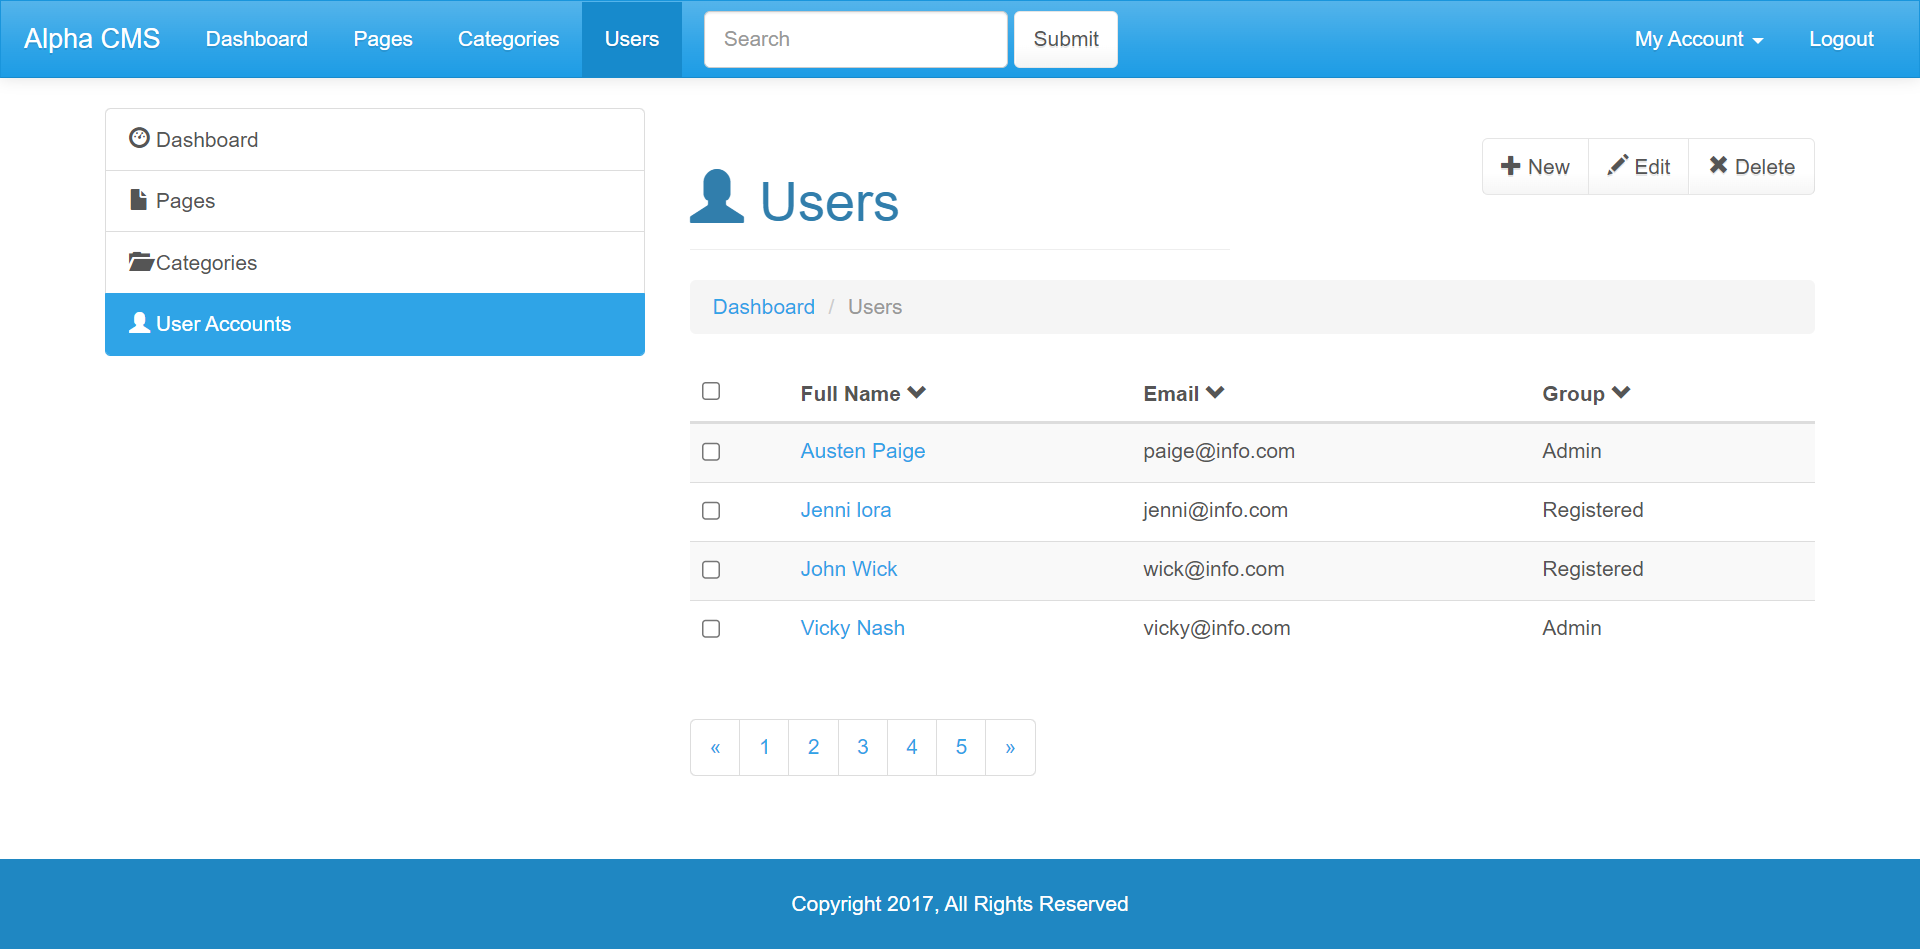 Alpha CMS Dashboard Pages Categories Users Search Submit My Account Logout
Dashboard
Pages
Categories
User Accounts
Users
New Edit Delete
Dashboard / Users
Full Name Email Group
Austen Paige paige@info.com Admin
Jenni lora jenni@info.com Registered
John Wick wick@info.com Registered
Vicky Nash vicky@info.com Admin
« 1 2 3 4 5 »
Copyright 2017, All Rights Reserved